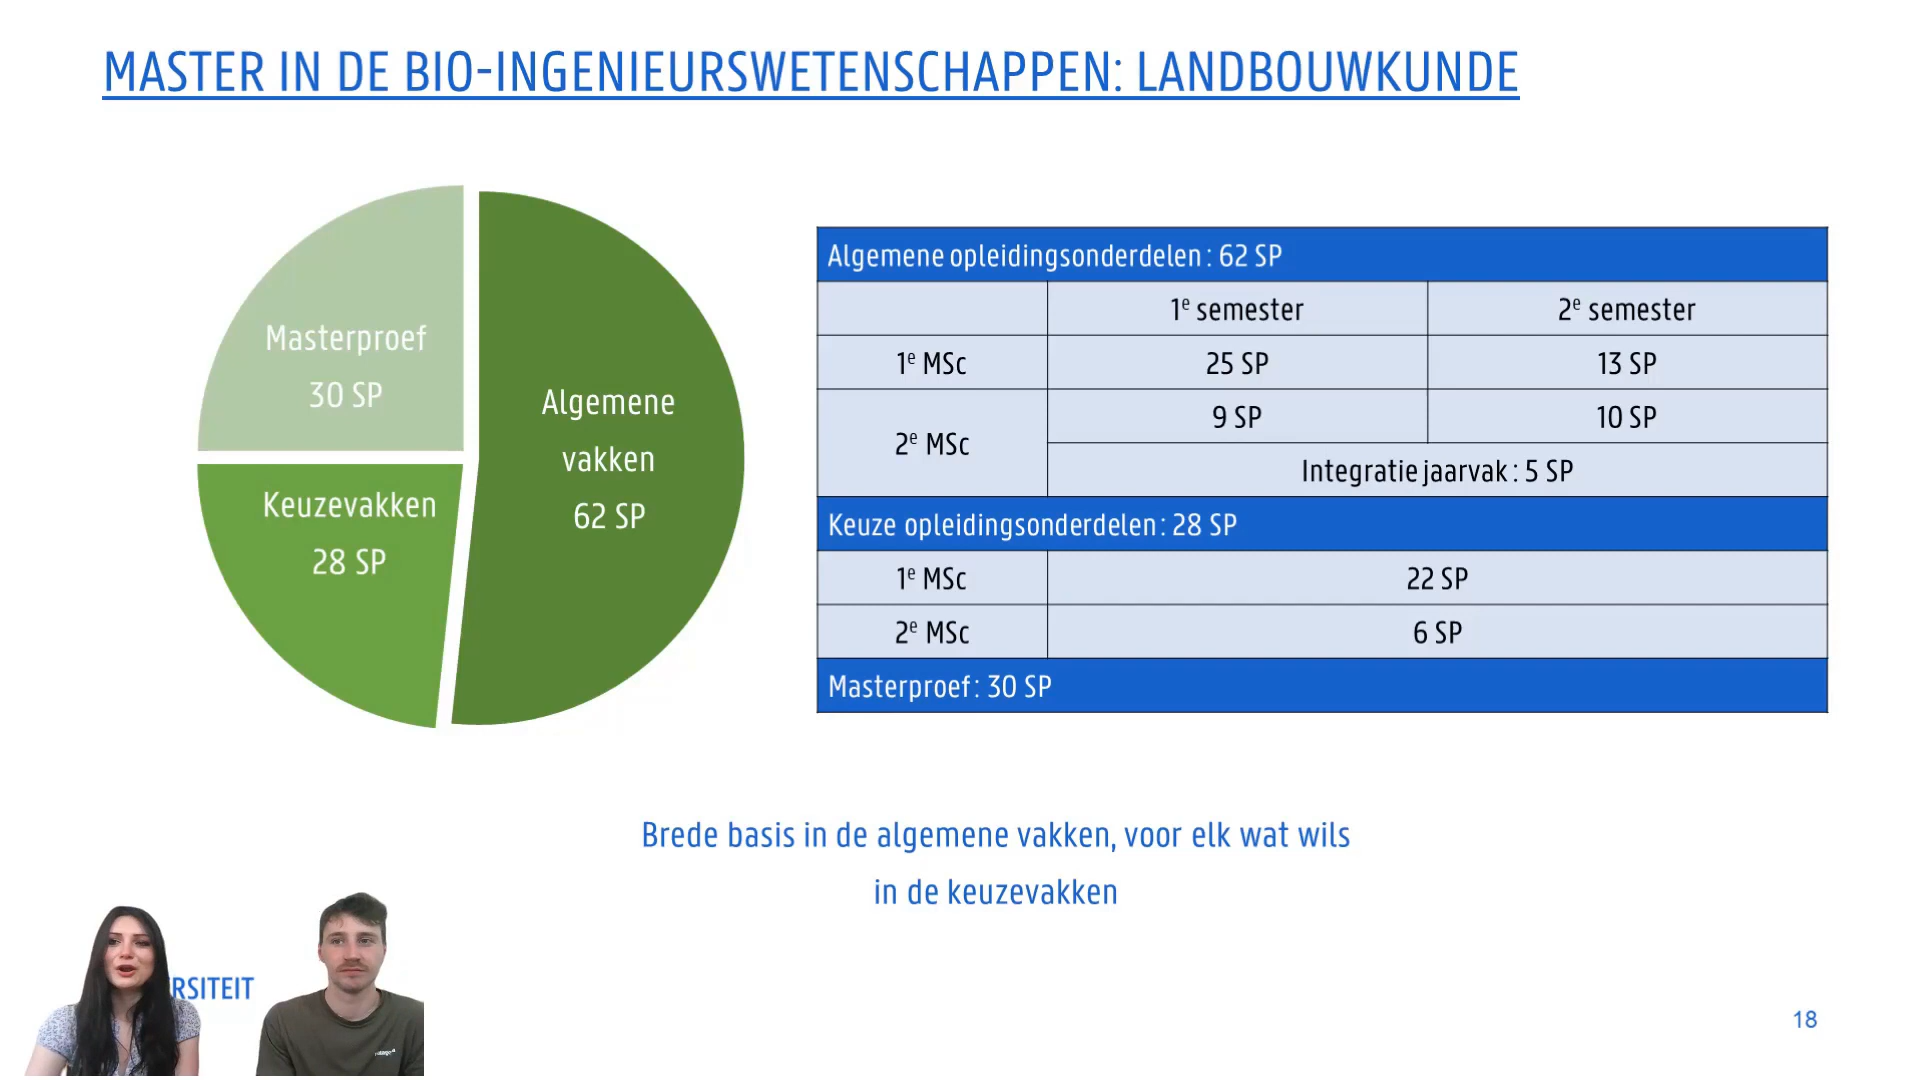 MASTER IN DE BIO-INGENIEURSWETENSCHAPPEN: LANDBOUWKUNDE
Masterproef
30 SP
Algemene
vakken
62 SP
Keuzevakken
28 SP
Algemene opleidingsonderdelen : 62 SP
1e semester 2e semester
1e MSc 25 SP 13 SP
2e MSc 9 SP 10 SP
Integratie jaarvak : 5 SP
Keuze opleidingsonderdelen : 28 SP
1e MSc 22 SP
2e MSc 6 SP
Masterproef : 30 SP
Brede basis in de algemene vakken, voor elk wat wils
in de keuzevakken
RSITEIT
18